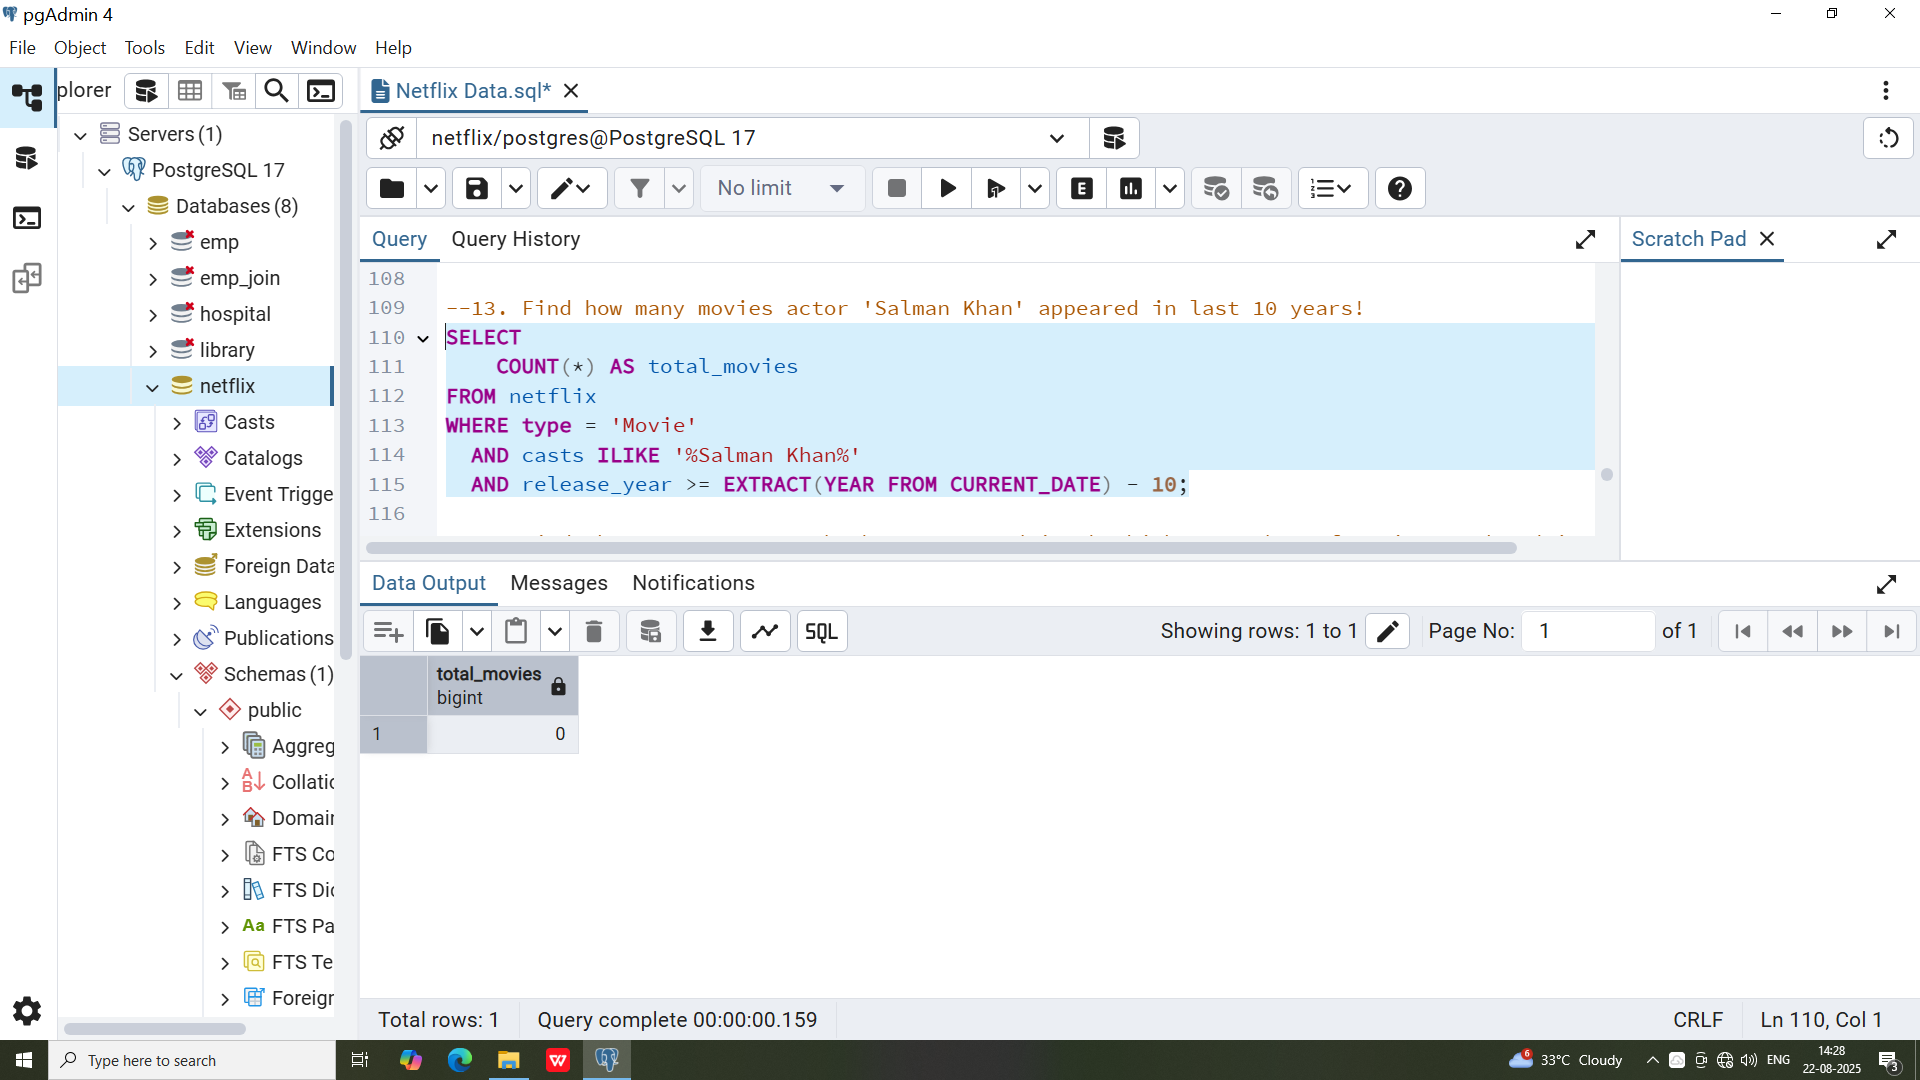 pgAdmin 4
File Object Tools Edit View Window Help
plorer
Netflix Data.sql*
netflix/postgres@PostgreSQL 17
No limit
E
Query
Query History
Scratch Pad
Servers (1)
PostgreSQL 17
Databases (8)
emp
emp_join
hospital
library
netflix
Casts
Catalogs
Event Trigge
Extensions
Foreign Data
Languages
Publications
Schemas (1)
public
Aggreg
Collatic
Domair
FTS Co
FTS Dic
Aa FTS Pa
FTS Te
Foreigr
108
109 --13. Find how many movies actor 'Salman Khan' appeared in last 10 years!
110 SELECT
111 COUNT(*) AS total_movies
112 FROM netflix
113 WHERE type = 'Movie'
114 AND casts ILIKE '%Salman Khan%'
115 AND release_year >= EXTRACT(YEAR FROM CURRENT_DATE) - 10;
116
Data Output Messages Notifications
SQL
Showing rows: 1 to 1
Page No: 1 of 1
total_movies
bigint
1 0
Total rows: 1
Query complete 00:00:00.159
CRLF
Ln 110, Col 1
Type here to search
6
33°C Cloudy
ENG
14:28
22-08-2025
3